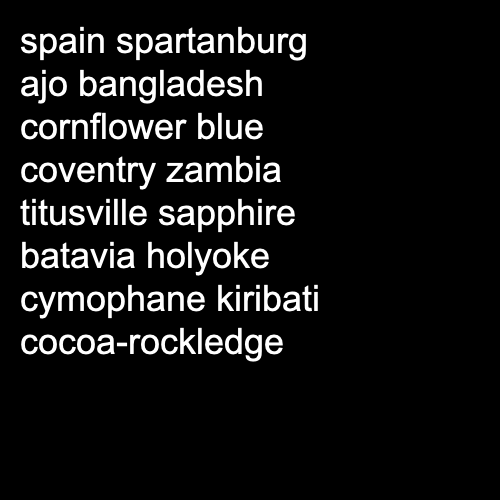 spain spartanburg
ajo bangladesh
cornflower blue
coventry zambia
titusville sapphire
batavia holyoke
cymophane kiribati
cocoa-rockledge